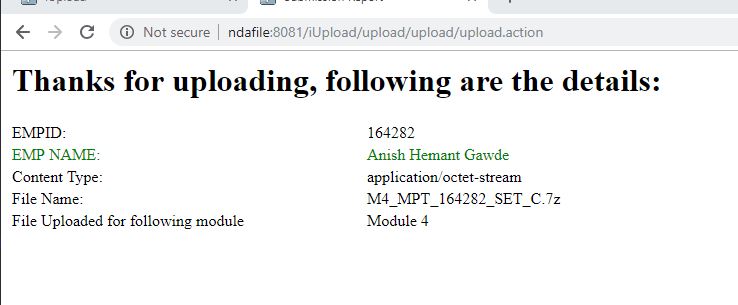 Not secure | ndafile:8081/iUpload/upload/upload/upload.action
Thanks for uploading, following are the details:
EMPID: 164282
EMP NAME: Anish Hemant Gawde
Content Type: application/octet-stream
File Name: M4_MPT_164282_SET_C.7z
File Uploaded for following module Module 4